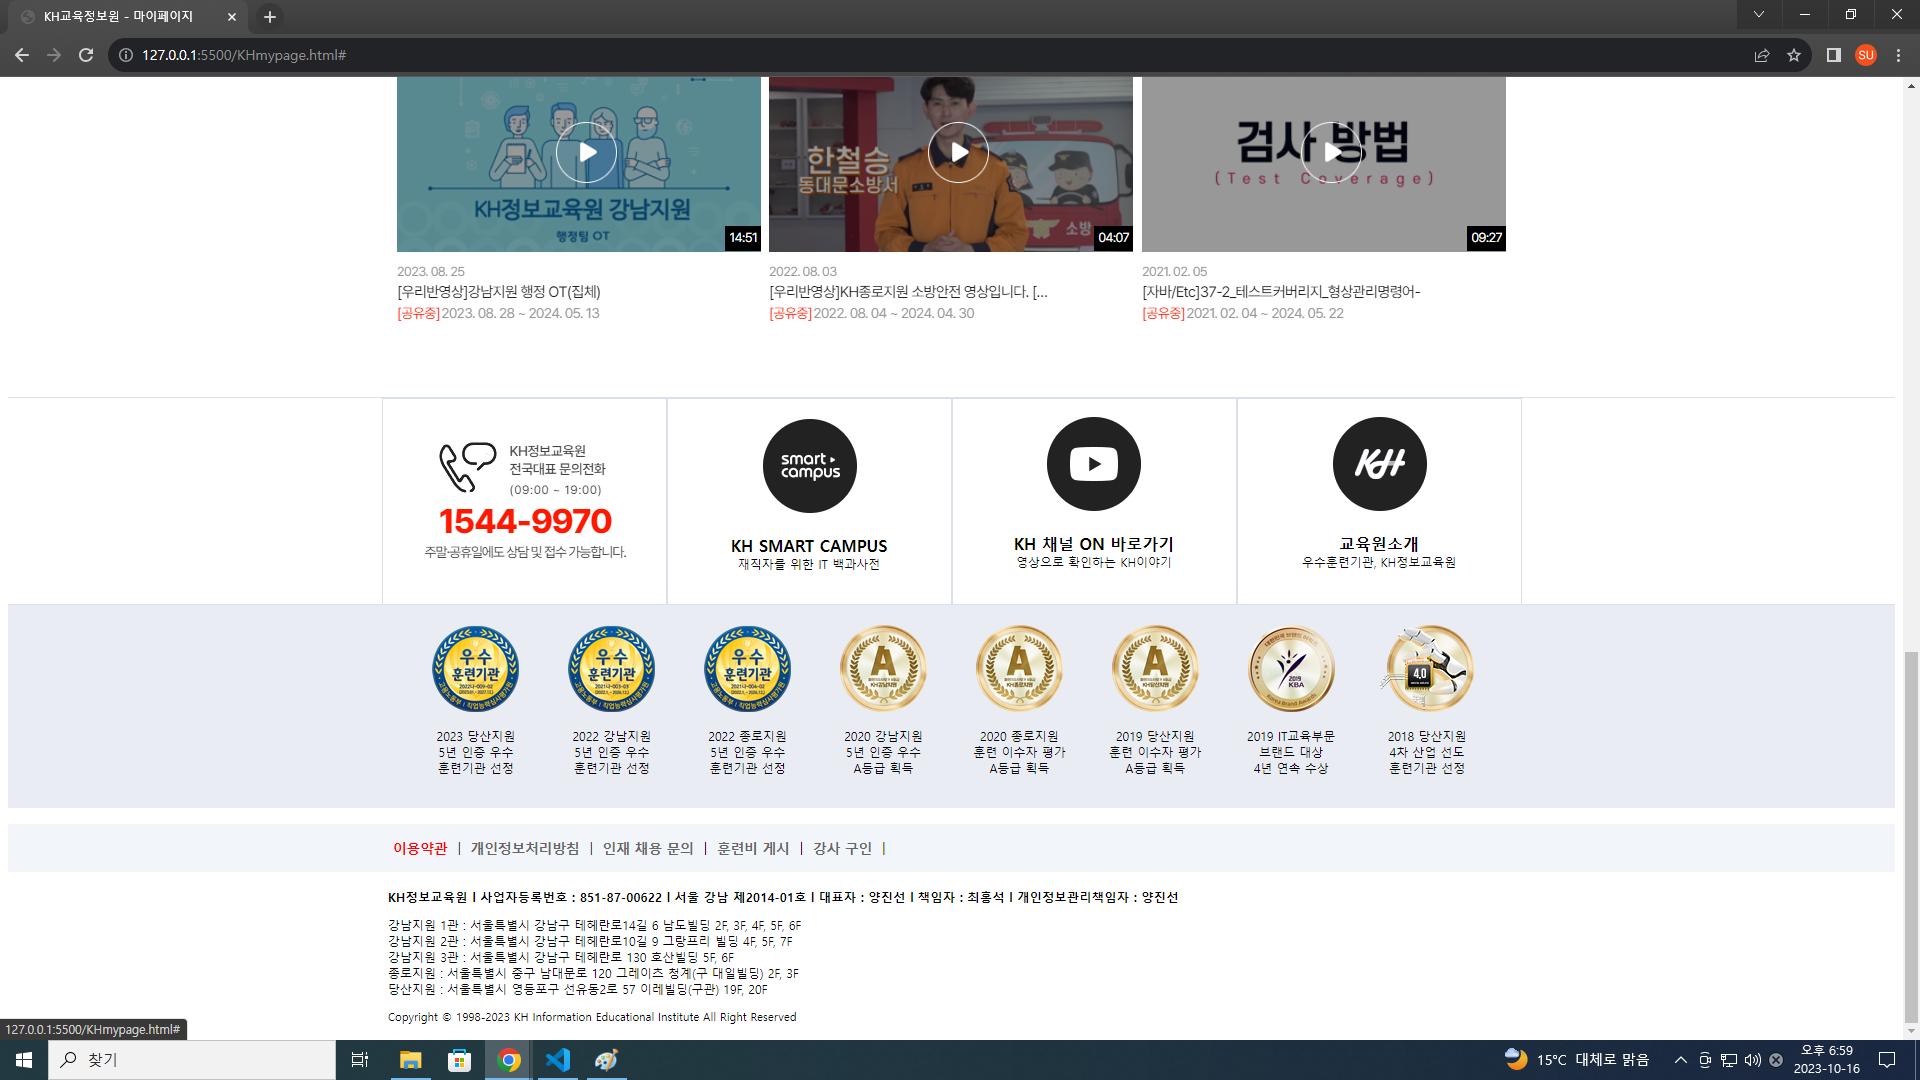 KH교육정보원 - 마이페이지
127.0.0.1:5500/KHmypage.html#
SU
KH정보교육원 강남지원
행정팀 OT
14:51
한철승
동대문소방서
소방
04:07
검사 방법
(Test Coverage)
09:27
2023. 08. 25
[우리반영상]강남지원 행정 OT(집체)
[공유중]2023. 08. 28 ~ 2024. 05. 13
2022. 08. 03
[우리반영상]KH종로지원 소방안전 영상입니다. [...
[공유중]2022. 08. 04 ~ 2024. 04. 30
2021. 02. 05
[자바/Etc]37-2_테스트커버리지_형상관리명령어-
[공유중]2021. 02. 04 ~ 2024. 05. 22
KH정보교육원
전국대표 문의전화
(09:00 ~ 19:00)
1544-9970
주말·공휴일에도 상담 및 접수 가능합니다.
smart
campus
KH SMART CAMPUS
재직자를 위한 IT 백과사전
KH 채널 ON 바로가기
영상으로 확인하는 KH이야기
KH
교육원소개
우수훈련기관, KH정보교육원
우수
훈련기관
우수
훈련기관
우수
훈련기관
A
KH강남지원
A
KH종로지원
A
KH당산지원
2019
KBA
4.0
2023 당산지원
5년 인증 우수
훈련기관 선정
2022 강남지원
5년 인증 우수
훈련기관 선정
2022 종로지원
5년 인증 우수
훈련기관 선정
2020 강남지원
5년 인증 우수
A등급 획득
2020 종로지원
훈련 이수자 평가
A등급 획득
2019 당산지원
훈련 이수자 평가
A등급 획득
2019 IT교육부문
브랜드 대상
4년 연속 수상
2018 당산지원
4차 산업 선도
훈련기관 선정
이용약관 | 개인정보처리방침 | 인재 채용 문의 | 훈련비 게시 | 강사 구인 |
KH정보교육원 l 사업자등록번호 : 851-87-00622 l 서울 강남 제2014-01호 l 대표자 : 양진선 l 책임자 : 최홍석 l 개인정보관리책임자 : 양진선
강남지원 1관 : 서울특별시 강남구 테헤란로14길 6 남도빌딩 2F, 3F, 4F, 5F, 6F
강남지원 2관 : 서울특별시 강남구 테헤란로10길 9 그랑프리 빌딩 4F, 5F, 7F
강남지원 3관 : 서울특별시 강남구 테헤란로 130 호산빌딩 5F, 6F
종로지원 : 서울특별시 중구 남대문로 120 그레이츠 청계(구 대일빌딩) 2F, 3F
당산지원 : 서울특별시 영등포구 선유동2로 57 이레빌딩(구관) 19F, 20F
Copyright © 1998-2023 KH Information Educational Institute All Right Reserved
127.0.0.1:5500/KHmypage.html#
찾기
15°C 대체로 맑음
오후 6:59
2023-10-16